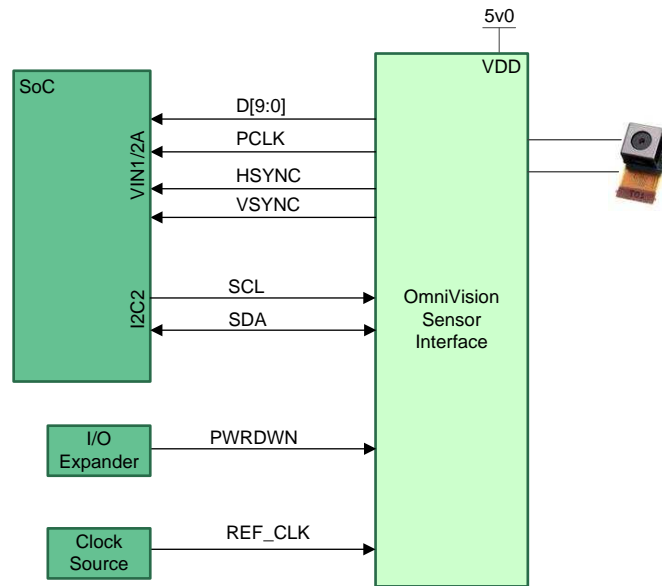 5v0
VDD
SoC
D[9:0]
PCLK
HSYNC
VSYNC
VIN1/2A
SCL
SDA
I2C2
OmniVision
Sensor
Interface
I/O
Expander
PWRDWN
Clock
Source
REF_CLK